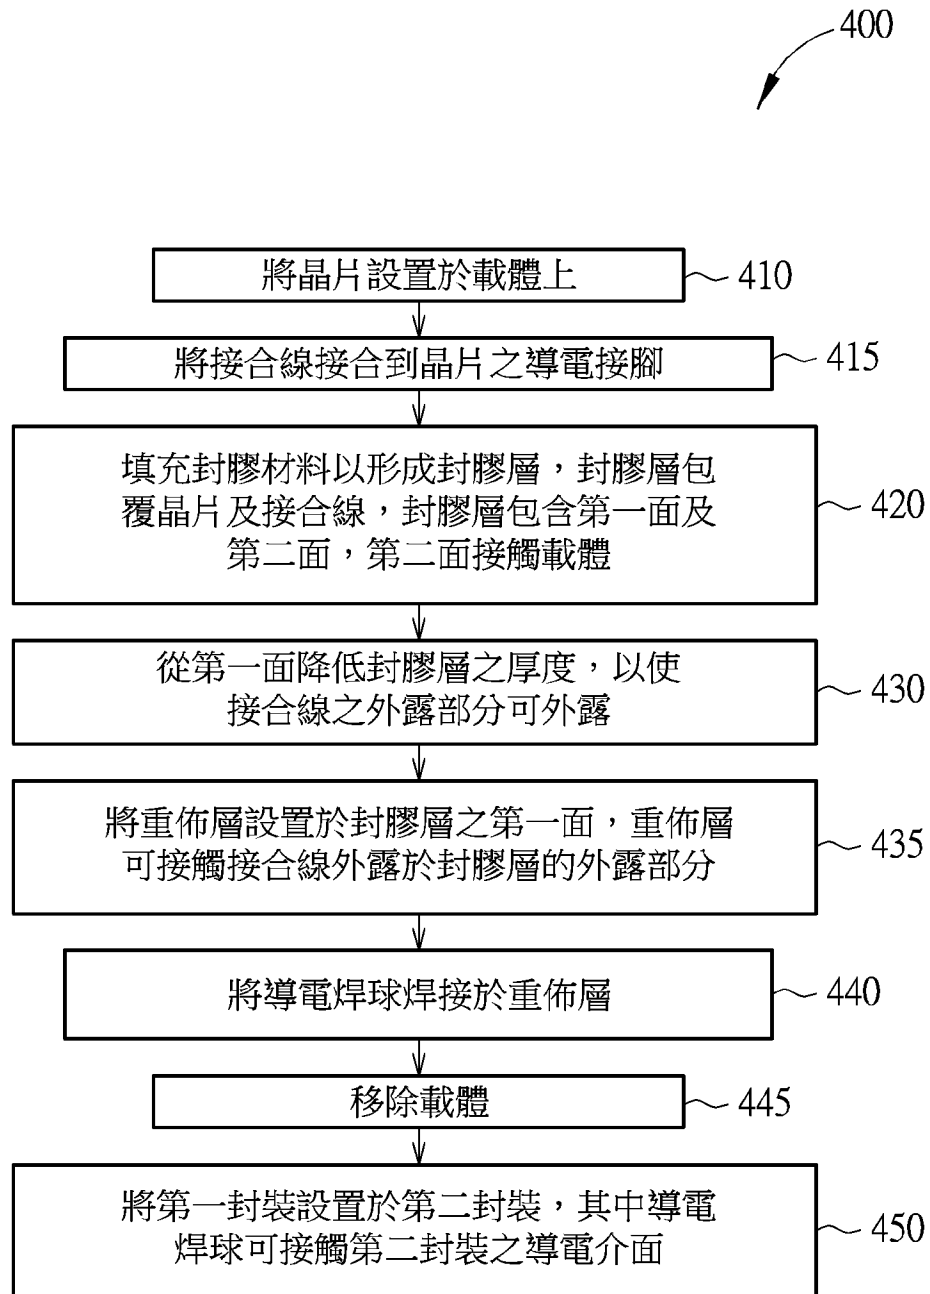 400
將晶片設置於載體上
410
將接合線接合到晶片之導電接腳
415
填充封膠材料以形成封膠層，封膠層包
覆晶片及接合線，封膠層包含第一面及
第二面，第二面接觸載體
420
從第一面降低封膠層之厚度，以使
接合線之外露部分可外露
430
將重佈層設置於封膠層之第一面，重佈層
可接觸接合線外露於封膠層的外露部分
435
將導電焊球焊接於重佈層
440
移除載體
445
將第一封裝設置於第二封裝，其中導電
焊球可接觸第二封裝之導電介面
450